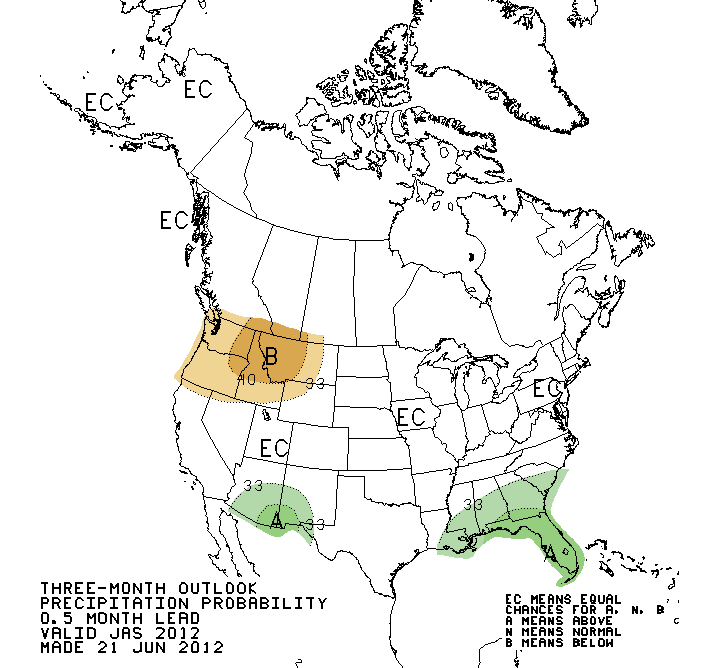 EC
EC
EC
B
40
33
EC
EC
EC
33
33
A
33
A
THREE-MONTH OUTLOOK
PRECIPITATION PROBABILITY
0.5 MONTH LEAD
VALID JAS 2012
MADE 21 JUN 2012
EC MEANS EQUAL
CHANCES FOR A, N, B
A MEANS ABOVE
N MEANS NORMAL
B MEANS BELOW